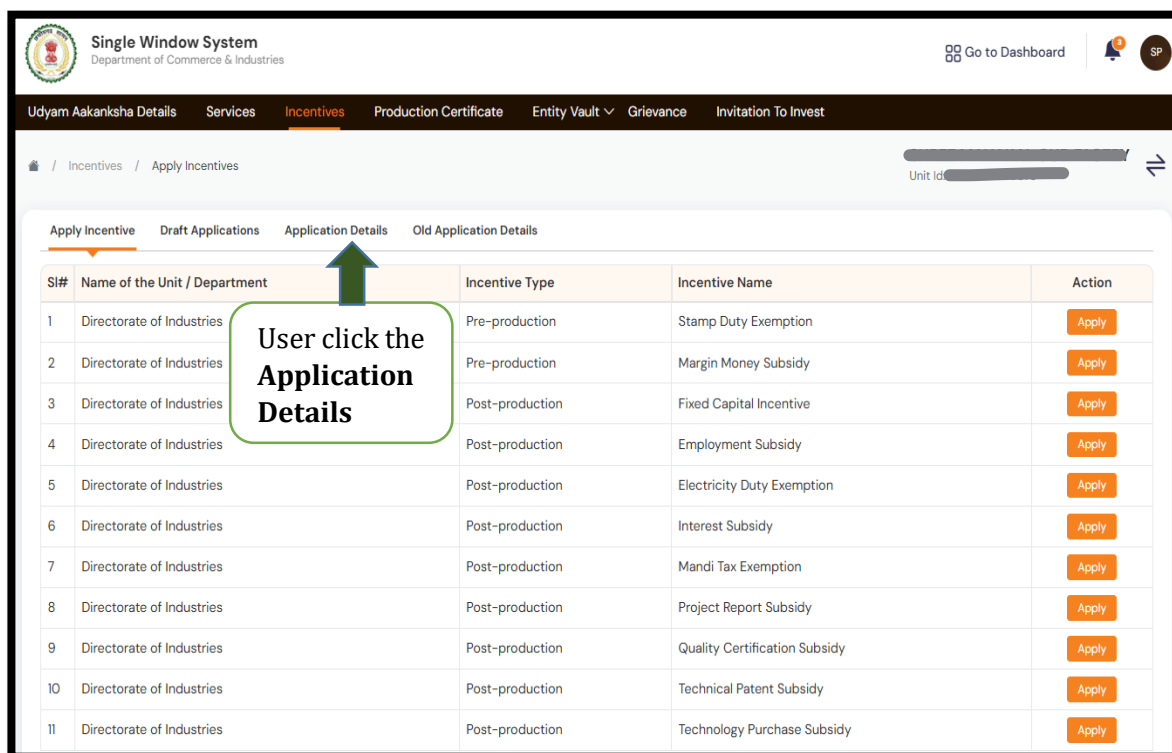 Single Window System
Department of Commerce & Industries
Go to Dashboard
3
SP
Udyam Aakanksha Details Services Incentives Production Certificate Entity Vault Grievance Invitation To Invest
/ Incentives / Apply Incentives
Unit Id:
Apply Incentive Draft Applications Application Details Old Application Details
Sl# Name of the Unit / Department Incentive Type Incentive Name Action
1 Directorate of Industries Pre-production Stamp Duty Exemption Apply
2 Directorate of Industries Pre-production Margin Money Subsidy Apply
3 Directorate of Industries Post-production Fixed Capital Incentive Apply
4 Directorate of Industries Post-production Employment Subsidy Apply
5 Directorate of Industries Post-production Electricity Duty Exemption Apply
6 Directorate of Industries Post-production Interest Subsidy Apply
7 Directorate of Industries Post-production Mandi Tax Exemption Apply
8 Directorate of Industries Post-production Project Report Subsidy Apply
9 Directorate of Industries Post-production Quality Certification Subsidy Apply
10 Directorate of Industries Post-production Technical Patent Subsidy Apply
11 Directorate of Industries Post-production Technology Purchase Subsidy Apply
User click the
Application
Details